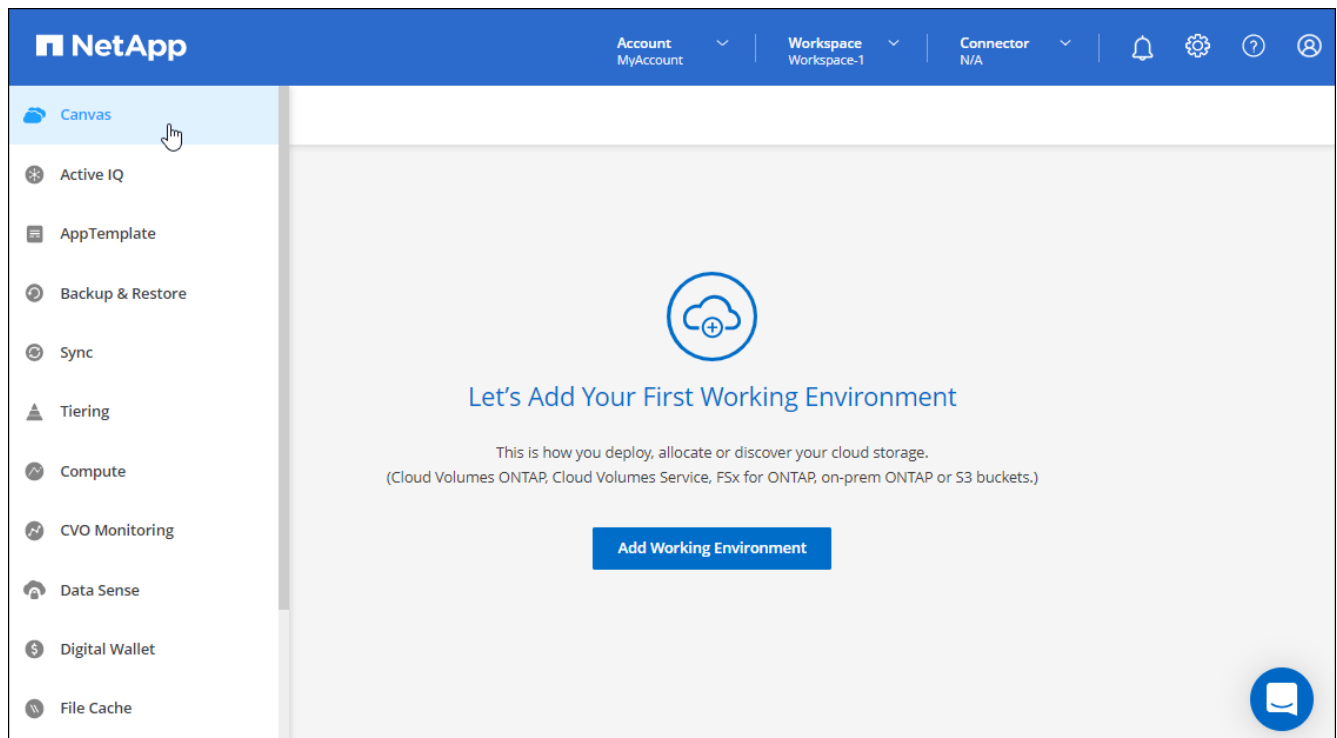 NetApp
Account
MyAccount
Workspace
Workspace-1
Connector
N/A
Canvas
Active IQ
AppTemplate
Backup & Restore
Sync
Tiering
Compute
CVO Monitoring
Data Sense
Digital Wallet
File Cache
Let's Add Your First Working Environment
This is how you deploy, allocate or discover your cloud storage.
(Cloud Volumes ONTAP, Cloud Volumes Service, FSx for ONTAP, on-prem ONTAP or S3 buckets.)
Add Working Environment